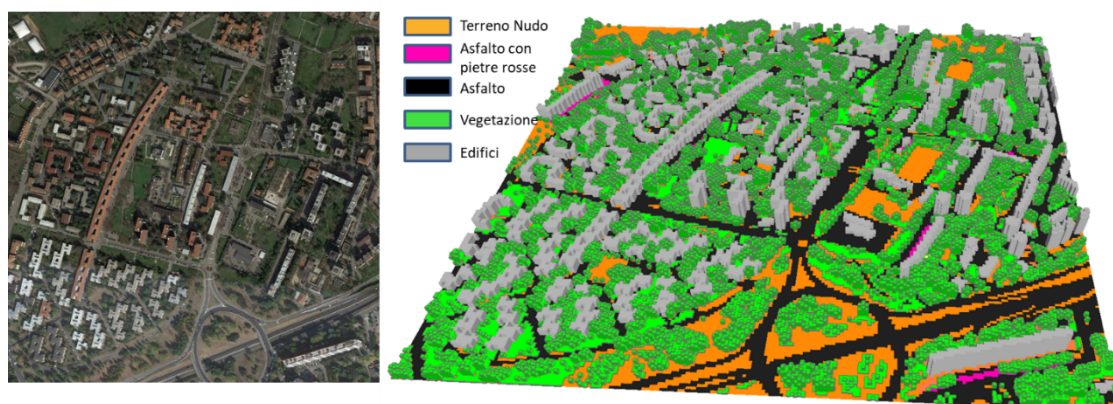 Terreno Nudo
Asfalto con
pietre rosse
Asfalto
Vegetazione
Edifici